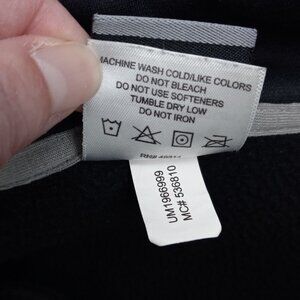 MACHINE WASH COLD/LIKE COLORS
DO NOT BLEACH
DO NOT USE SOFTENERS
TUMBLE DRY LOW
DO NOT IRON
UM1966999
MC# 536810